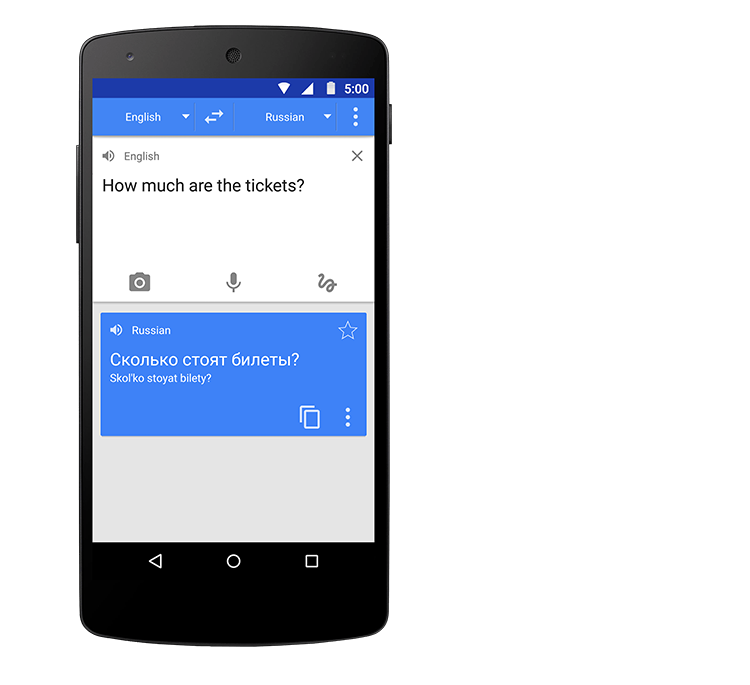 5:00
English Russian
English
How much are the tickets?
Russian
Сколько стоят билеты?
Skol'ko stoyat bilety?